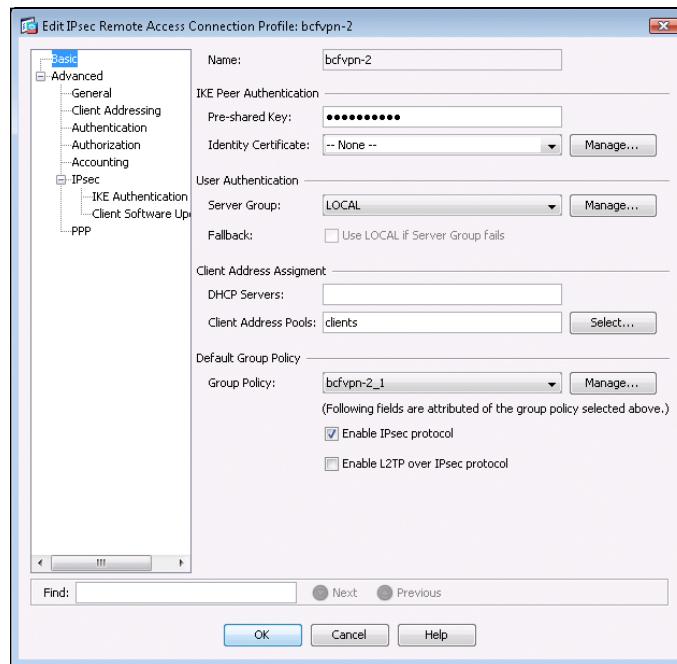 Edit IPsec Remote Access Connection Profile: bcfvpn-2
Basic
Advanced
General
Client Addressing
Authentication
Authorization
Accounting
IPsec
IKE Authentication
Client Software Up
PPP
Name: bcfvpn-2
IKE Peer Authentication
Pre-shared Key: ••••••••••
Identity Certificate: -- None -- Manage...
User Authentication
Server Group: LOCAL Manage...
Fallback: Use LOCAL if Server Group fails
Client Address Assigment
DHCP Servers:
Client Address Pools: clients Select...
Default Group Policy
Group Policy: bcfvpn-2_1 Manage...
(Following fields are attributed of the group policy selected above.)
Enable IPsec protocol
Enable L2TP over IPsec protocol
Find: Next Previous
OK Cancel Help